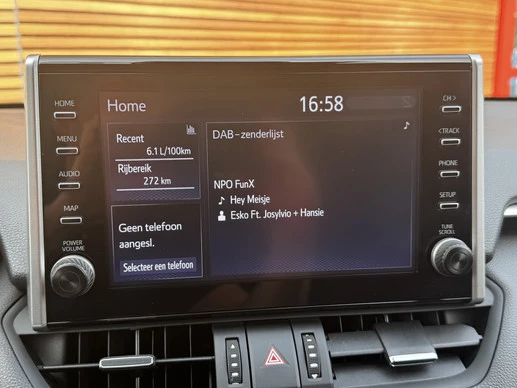 HOME
MENU
AUDIO
MAP
POWER
VOLUME
Home
16:58
Recent
6.1 L/100km
Rijbereik
272 km
Geen telefoon
aangesl.
Selecteer een telefoon
DAB-zenderlijst
NPO FunX
Hey Meisje
Esko Ft. Josylvio + Hansie
CH >
< TRACK
PHONE
SETUP
TUNE
SCROLL